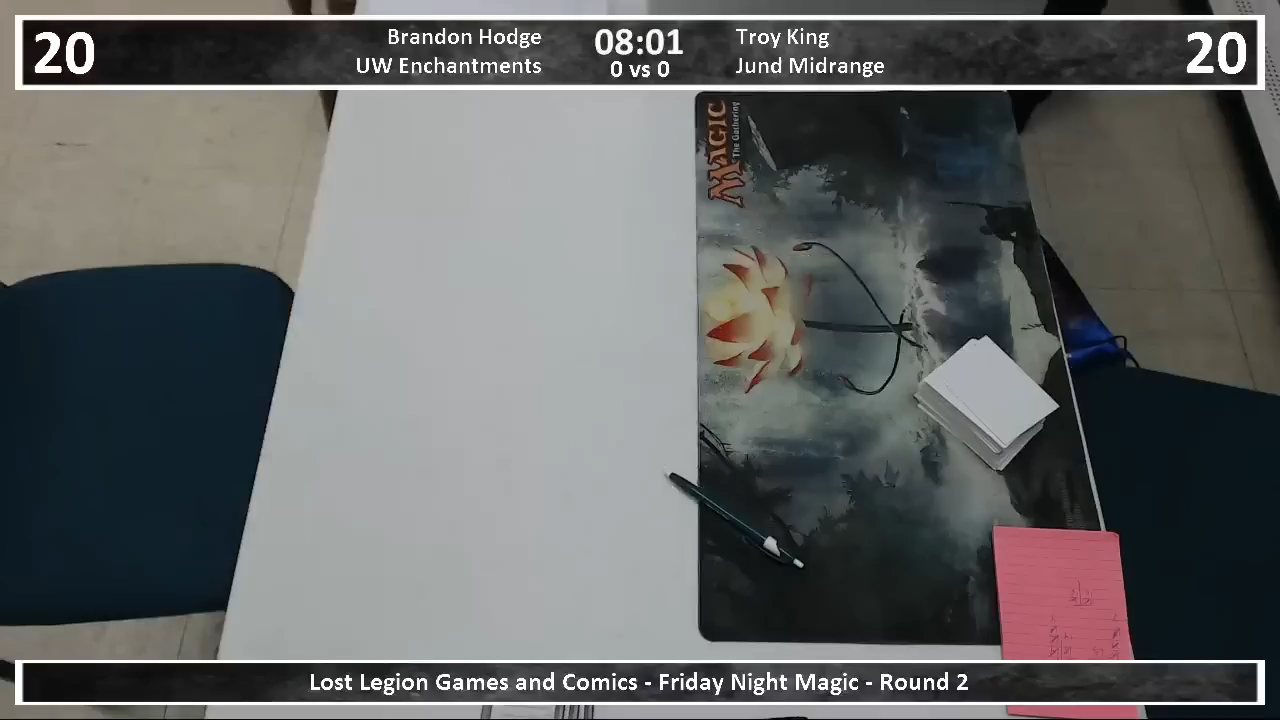 20
Brandon Hodge
UW Enchantments
08:01
0 vs 0
Troy King
Jund Midrange
20
MAGIC
The Gathering
Lost Legion Games and Comics - Friday Night Magic - Round 2